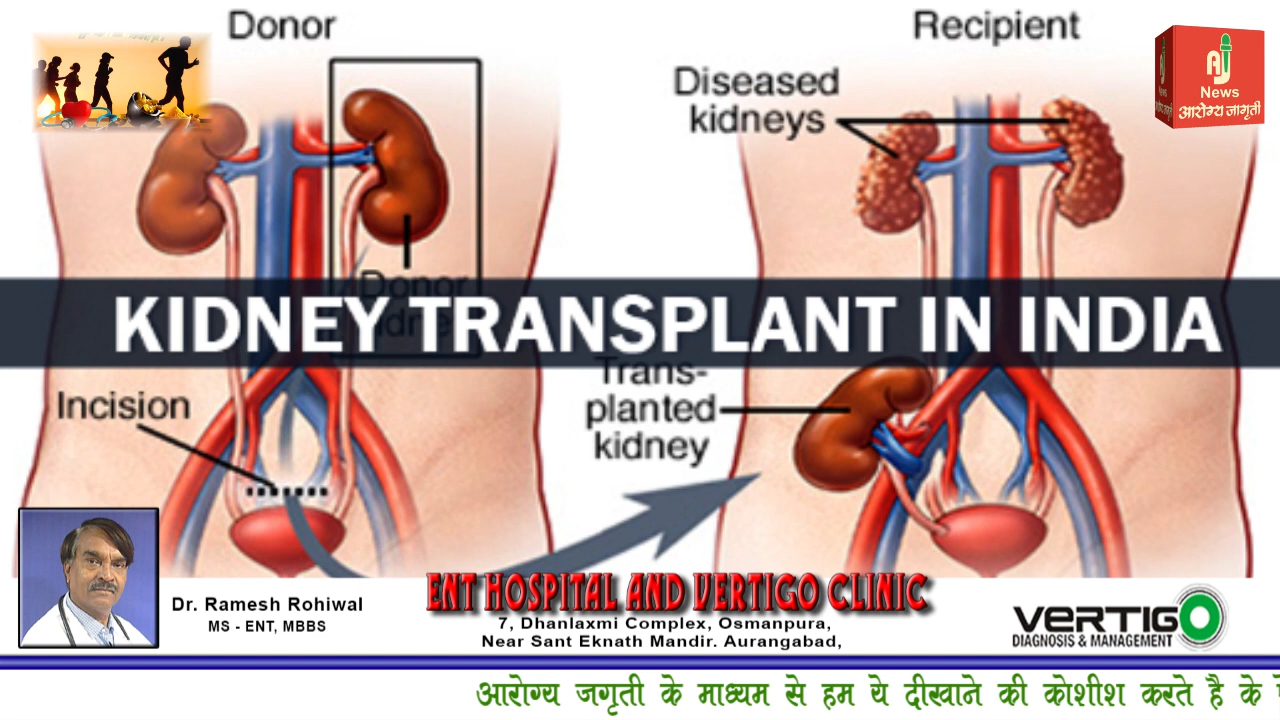 Donor
Recipient
Diseased
kidneys
AJ
News
आरोग्य जागृती
Donor
KIDNEY TRANSPLANT IN INDIA
Incision
Trans-
planted
kidney
Dr. Ramesh Rohiwal
MS - ENT, MBBS
ENT HOSPITAL AND VERTIGO CLINIC
7, Dhanlaxmi Complex, Osmanpura,
Near Sant Eknath Mandir. Aurangabad,
VERTIGO
DIAGNOSIS & MANAGEMENT
आरोग्य जगृती के माध्यम से हम ये दीखाने की कोशीश करते है के